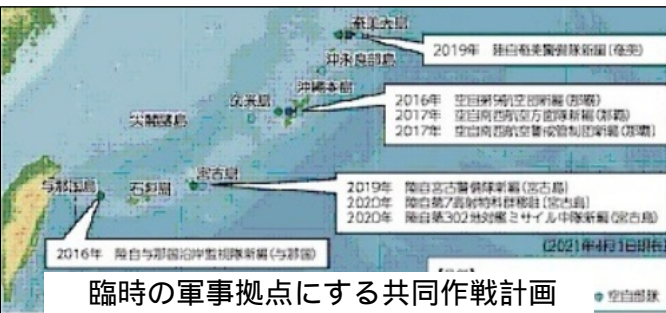 奄美大島
2019年 陸自奄美警備隊新編(奄美)
沖永良部島
沖縄本島
久米島
2016年 空自第9航空団新編(那覇)
2017年 空自南西航空方面隊新編(那覇)
2017年 空自南西航空警戒管制団新編(那覇)
尖閣諸島
宮古島
与那国島
石垣島
2019年 陸自宮古警備隊新編(宮古島)
2020年 陸自第7高射特科群移駐(宮古島)
2020年 陸自第302地対艦ミサイル中隊新編(宮古島)
2016年 陸自与那国沿岸監視隊新編(与那国)
(2021年4月1日現在)
空自部隊
臨時の軍事拠点にする共同作戦計画